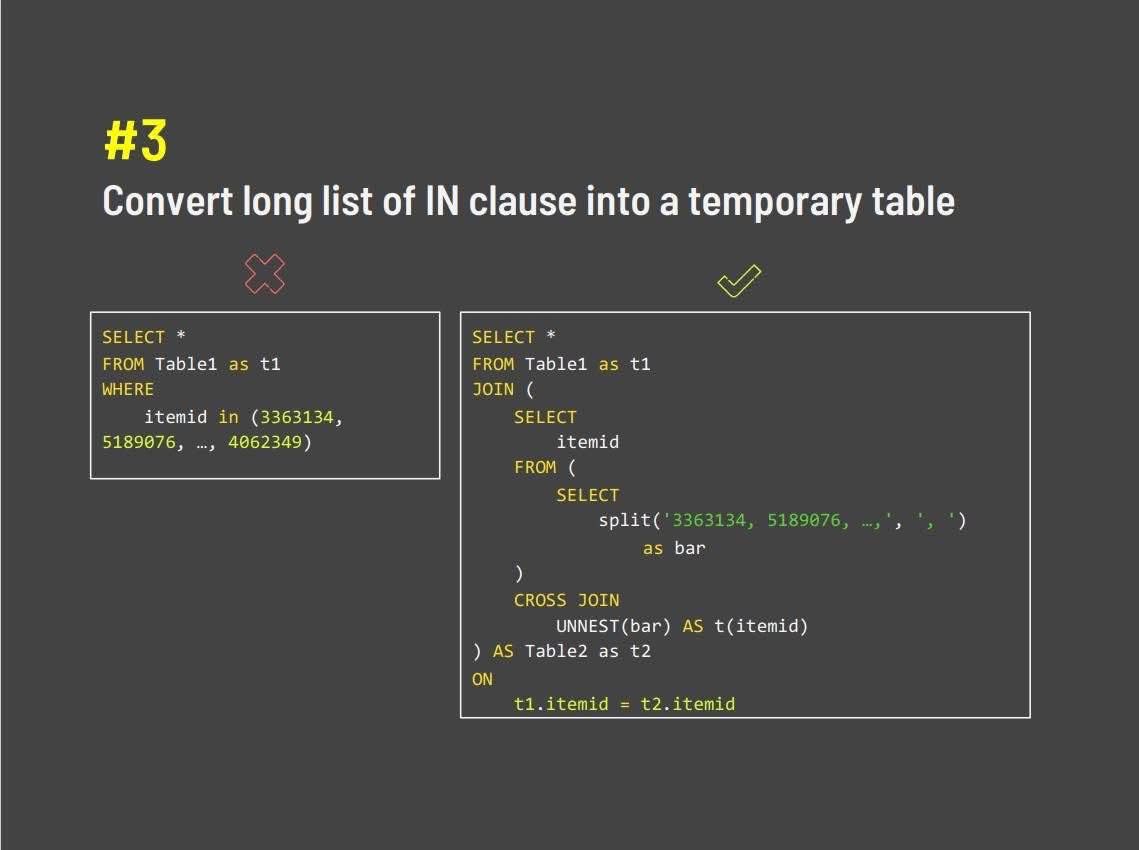 #3
Convert long list of IN clause into a temporary table
SELECT *
FROM Table1 as t1
WHERE
    itemid in (3363134,
5189076, …, 4062349)
SELECT *
FROM Table1 as t1
JOIN (
    SELECT
        itemid
    FROM (
        SELECT
            split('3363134, 5189076, …,', ', ')
                as bar
    )
    CROSS JOIN
        UNNEST(bar) AS t(itemid)
) AS Table2 as t2
ON
    t1.itemid = t2.itemid